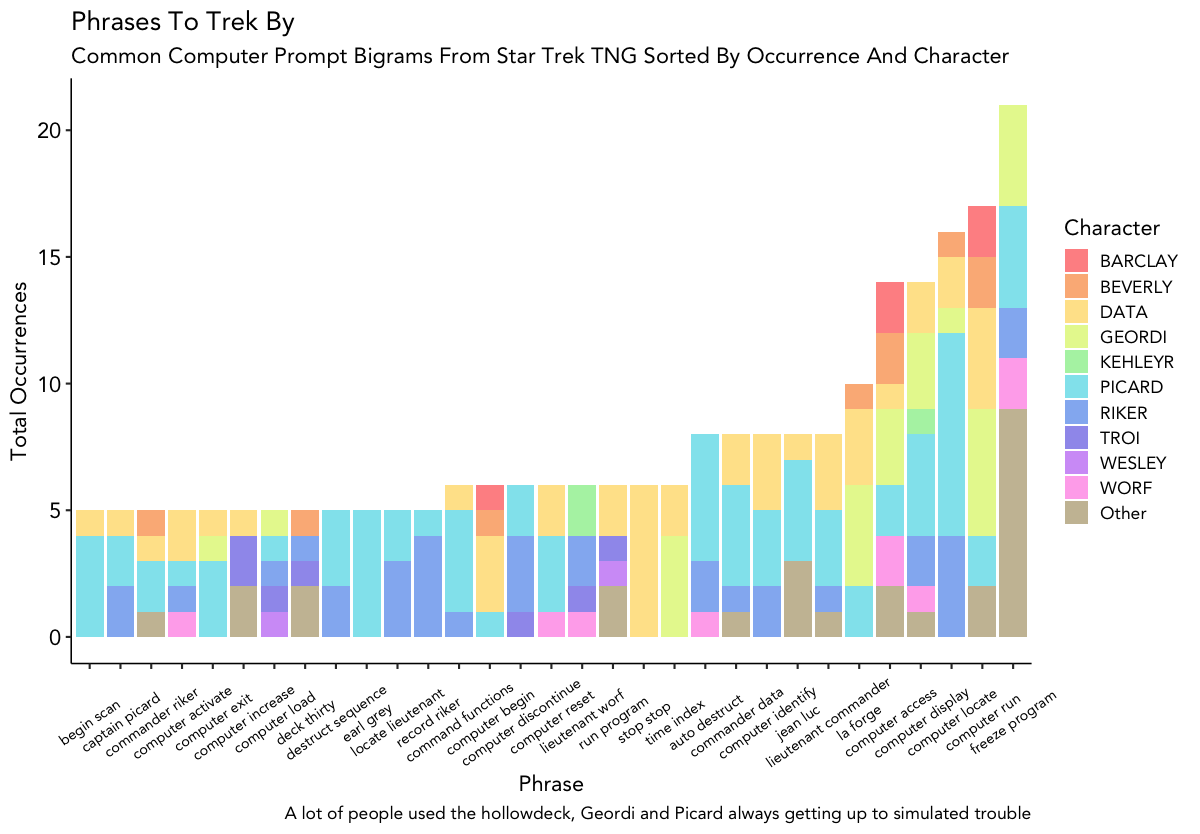 Phrases To Trek By
Common Computer Prompt Bigrams From Star Trek TNG Sorted By Occurrence And Character
Total Occurrences
20
15
10
5
0
begin scan
captain picard
commander riker
computer activate
computer exit
computer increase
computer load
deck thirty
destruct sequence
earl grey
locate lieutenant
record riker
command functions
computer begin
computer discontinue
computer reset
lieutenant worf
run program
stop stop
time index
auto destruct
commander data
computer identify
jean luc
lieutenant commander
la forge
computer access
computer display
computer locate
computer run
freeze program
Phrase
Character
BARCLAY
BEVERLY
DATA
GEORDI
KEHLEYR
PICARD
RIKER
TROI
WESLEY
WORF
Other
A lot of people used the hollowdeck, Geordi and Picard always getting up to simulated trouble